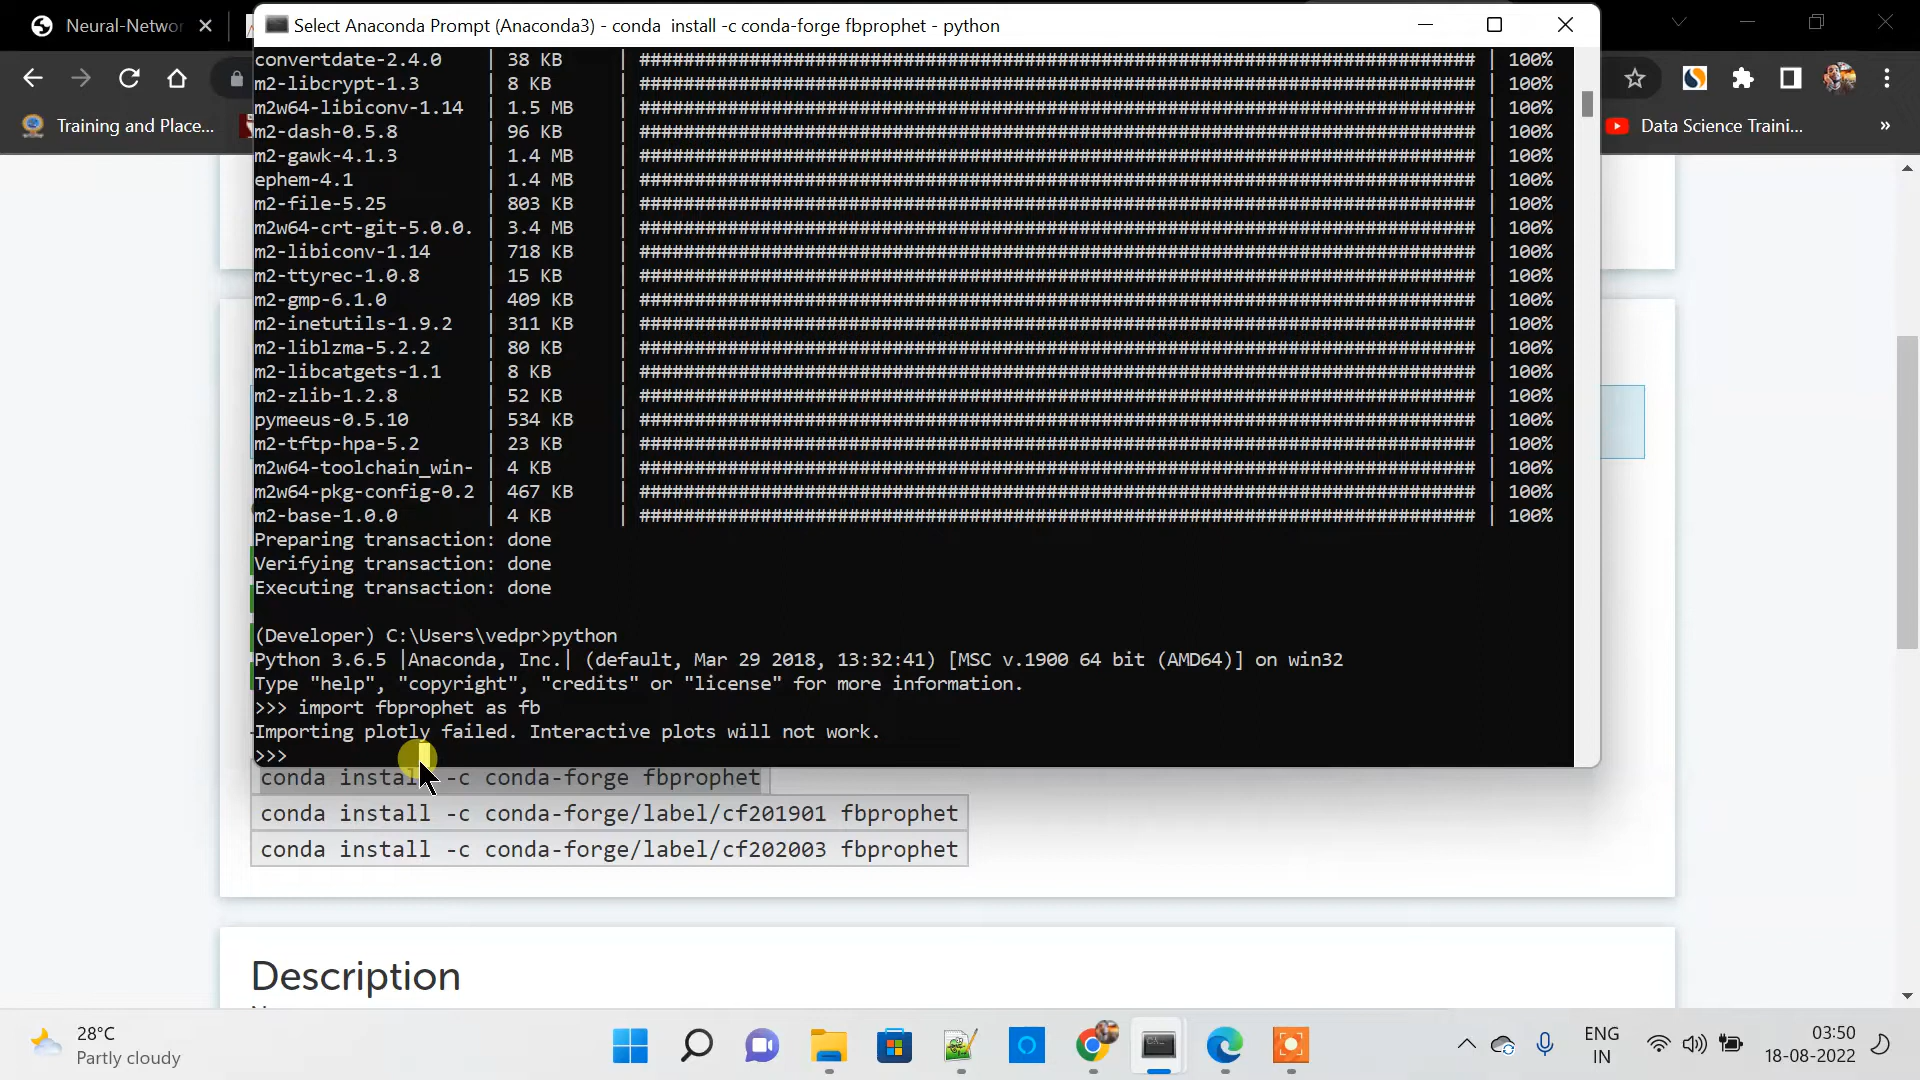 Neural-Netwo
Select Anaconda Prompt (Anaconda3) - conda  install -c conda-forge fbprophet - python
Training and Place...
Data Science Traini...
»
convertdate-2.4.0 | 38 KB | ############################################################################ | 100%
m2-libcrypt-1.3 | 8 KB | ############################################################################ | 100%
m2w64-libiconv-1.14 | 1.5 MB | ############################################################################ | 100%
m2-dash-0.5.8 | 96 KB | ############################################################################ | 100%
m2-gawk-4.1.3 | 1.4 MB | ############################################################################ | 100%
ephem-4.1 | 1.4 MB | ############################################################################ | 100%
m2-file-5.25 | 803 KB | ############################################################################ | 100%
m2w64-crt-git-5.0.0. | 3.4 MB | ############################################################################ | 100%
m2-libiconv-1.14 | 718 KB | ############################################################################ | 100%
m2-ttyrec-1.0.8 | 15 KB | ############################################################################ | 100%
m2-gmp-6.1.0 | 409 KB | ############################################################################ | 100%
m2-inetutils-1.9.2 | 311 KB | ############################################################################ | 100%
m2-liblzma-5.2.2 | 80 KB | ############################################################################ | 100%
m2-libcatgets-1.1 | 8 KB | ############################################################################ | 100%
m2-zlib-1.2.8 | 52 KB | ############################################################################ | 100%
pymeeus-0.5.10 | 534 KB | ############################################################################ | 100%
m2-tftp-hpa-5.2 | 23 KB | ############################################################################ | 100%
m2w64-toolchain_win- | 4 KB | ############################################################################ | 100%
m2w64-pkg-config-0.2 | 467 KB | ############################################################################ | 100%
m2-base-1.0.0 | 4 KB | ############################################################################ | 100%
Preparing transaction: done
Verifying transaction: done
Executing transaction: done
(Developer) C:\Users\vedpr>python
Python 3.6.5 |Anaconda, Inc.| (default, Mar 29 2018, 13:32:41) [MSC v.1900 64 bit (AMD64)] on win32
Type "help", "copyright", "credits" or "license" for more information.
>>> import fbprophet as fb
Importing plotly failed. Interactive plots will not work.
>>>
conda install -c conda-forge fbprophet
conda install -c conda-forge/label/cf201901 fbprophet
conda install -c conda-forge/label/cf202003 fbprophet
Description
28°C
Partly cloudy
ENG
IN
03:50
18-08-2022